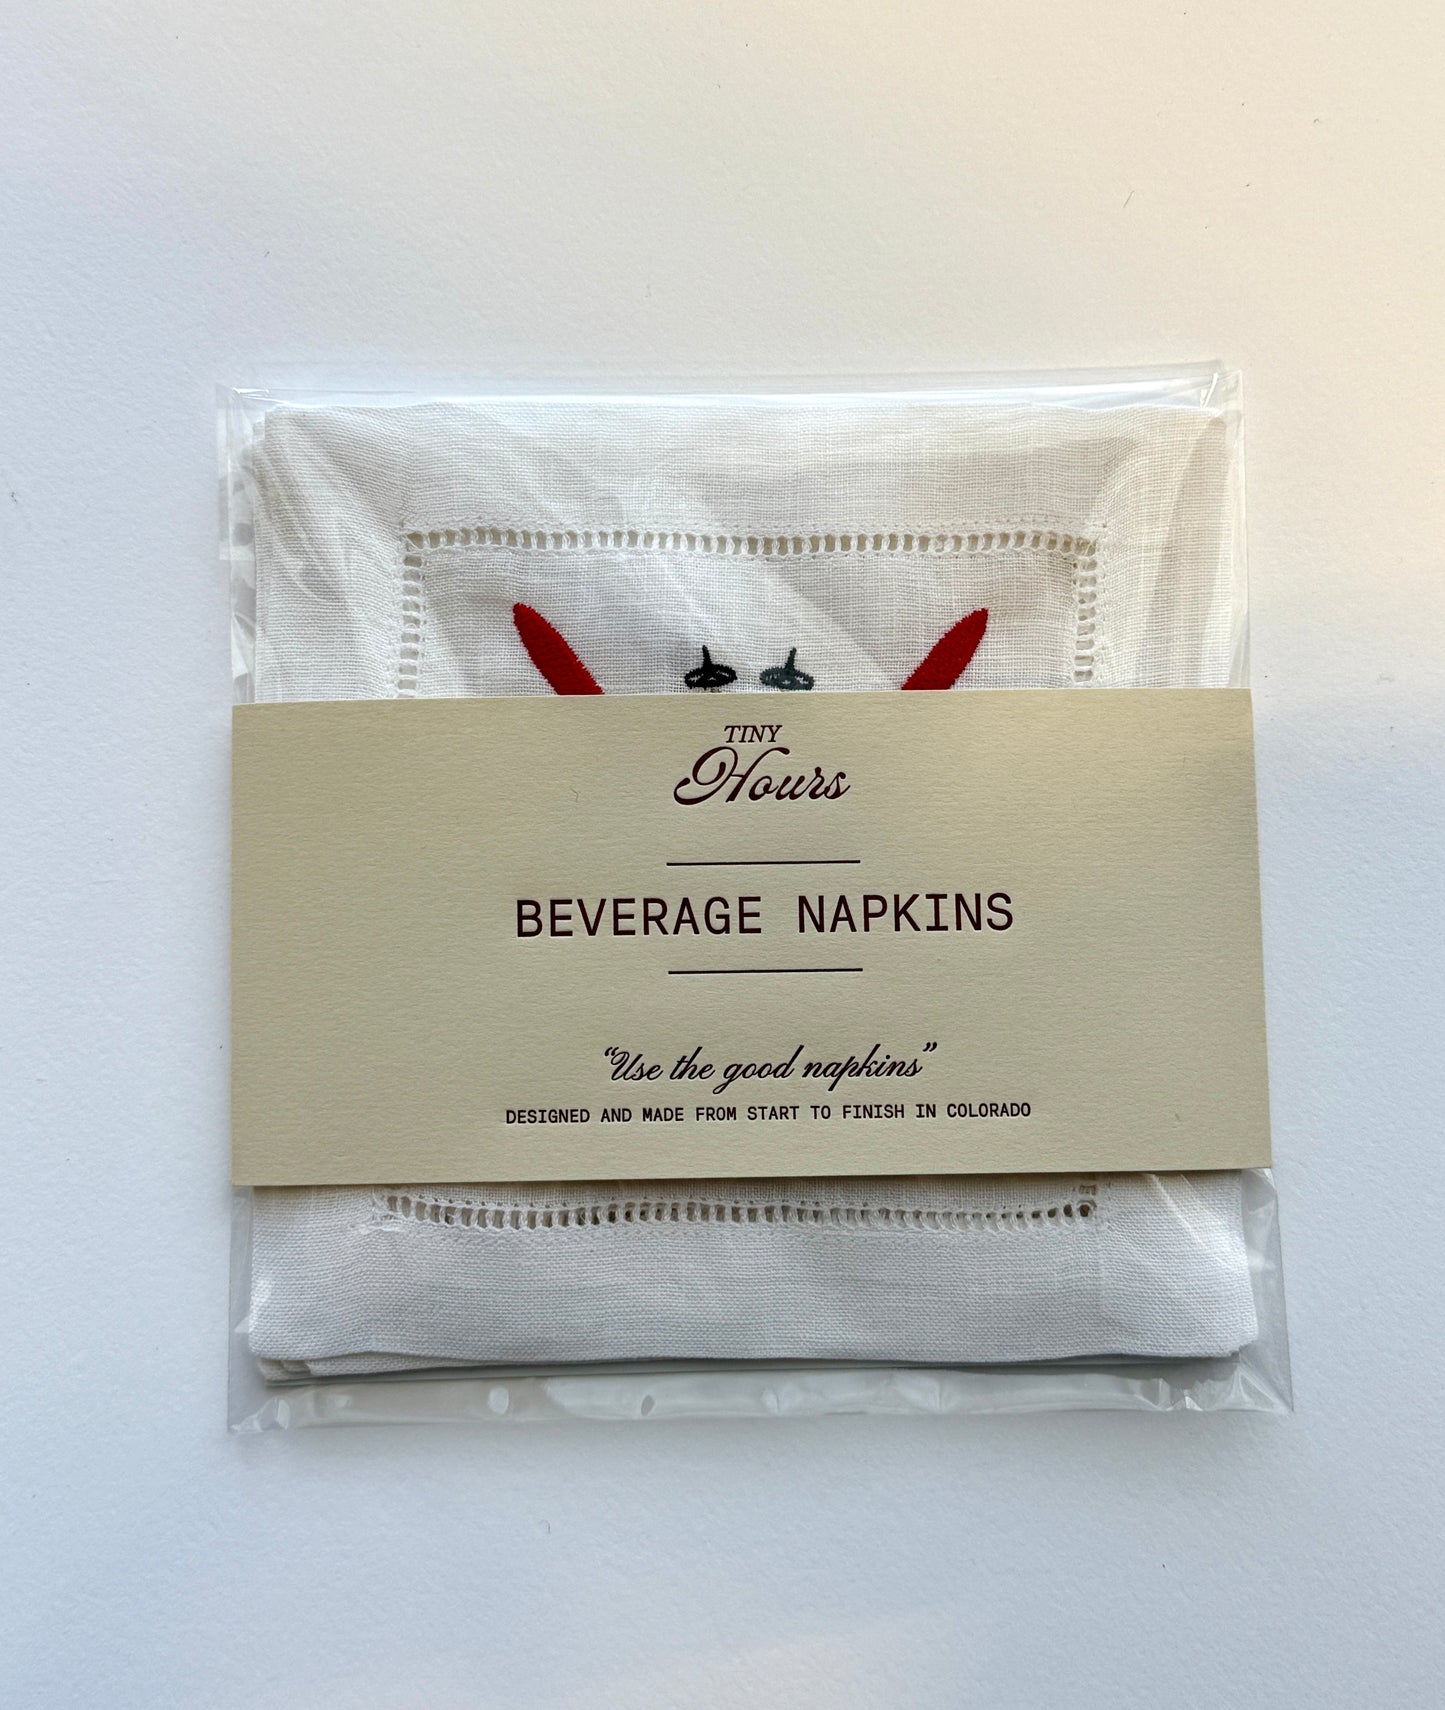 TINY
Hours
BEVERAGE NAPKINS
“Use the good napkins”
DESIGNED AND MADE FROM START TO FINISH IN COLORADO